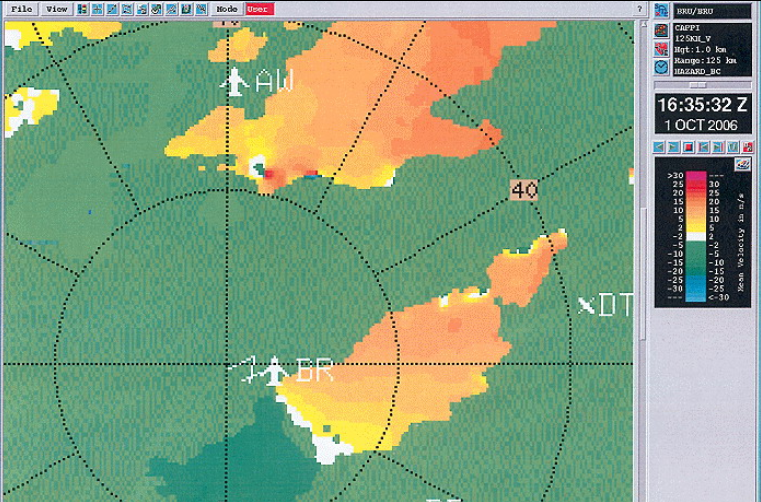 File View Mode User ?
BRU/BRU
CAPPI
125KM_V
Hgt:1.0 km
Range:125 km
HAZARD_BC
16:35:32 Z
1 OCT 2006
AW
40
DT
BR
>30 ---
25 30
20 25
15 20
10 15
5 10
2 5
-2 2
-5 -2
-10 -5
-15 -10
-20 -15
-25 -20
-30 -25
--- <-30
Mean Velocity in m/s